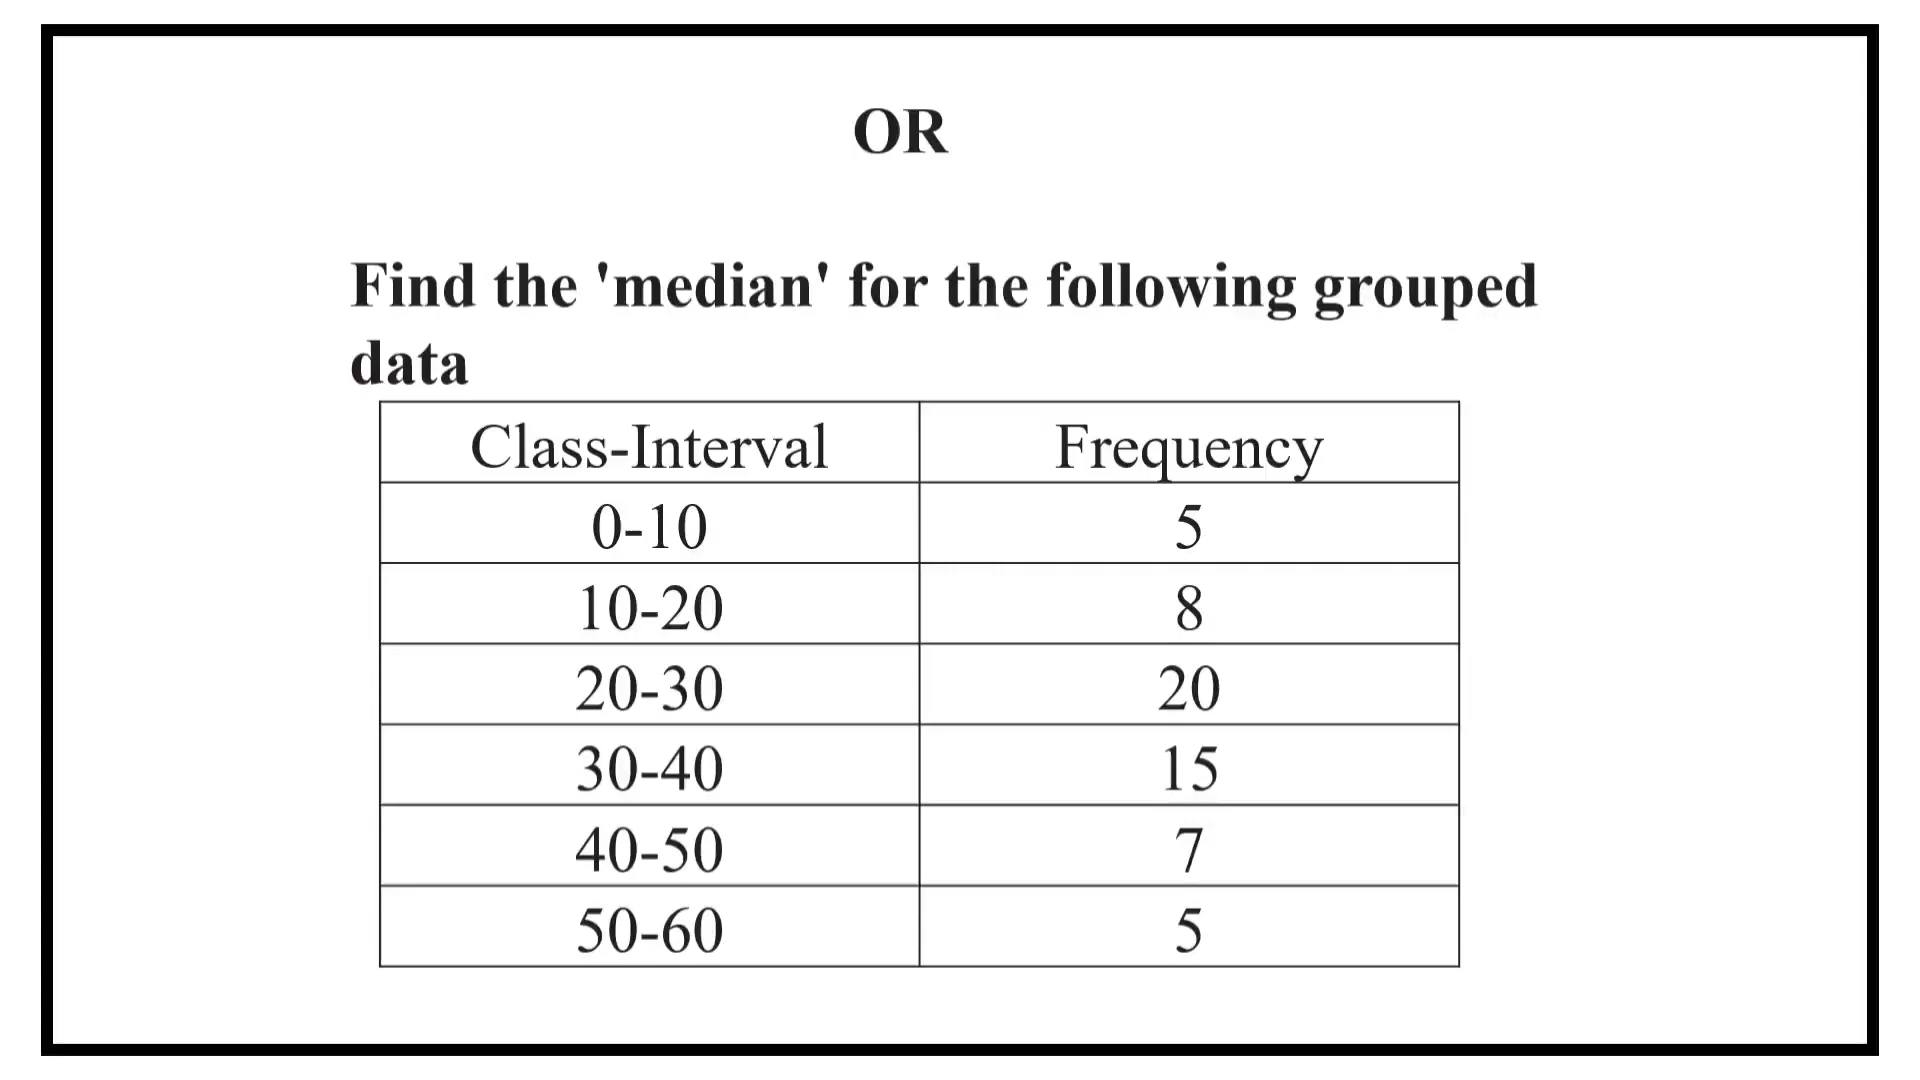 OR
Find the 'median' for the following grouped
data
Class-Interval Frequency
0-10 5
10-20 8
20-30 20
30-40 15
40-50 7
50-60 5